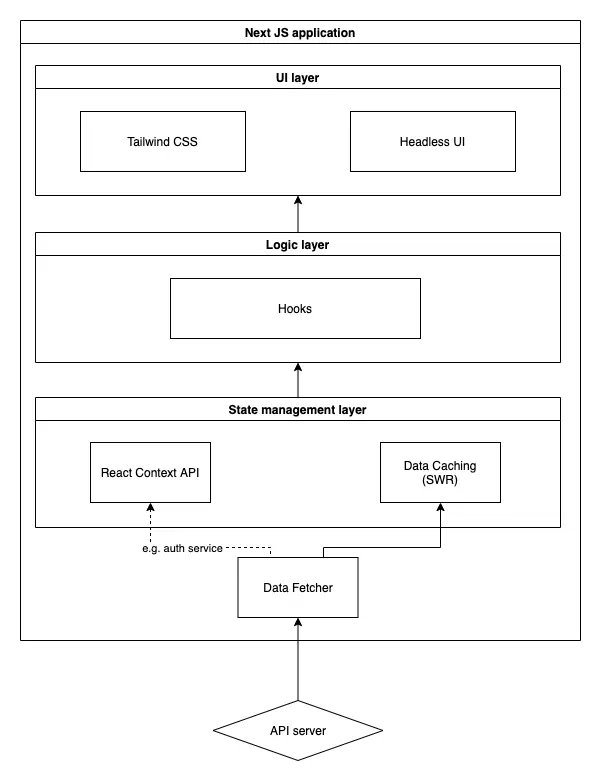 Next JS application
UI layer
Tailwind CSS
Headless UI
Logic layer
Hooks
State management layer
React Context API
Data Caching
(SWR)
e.g. auth service
Data Fetcher
API server